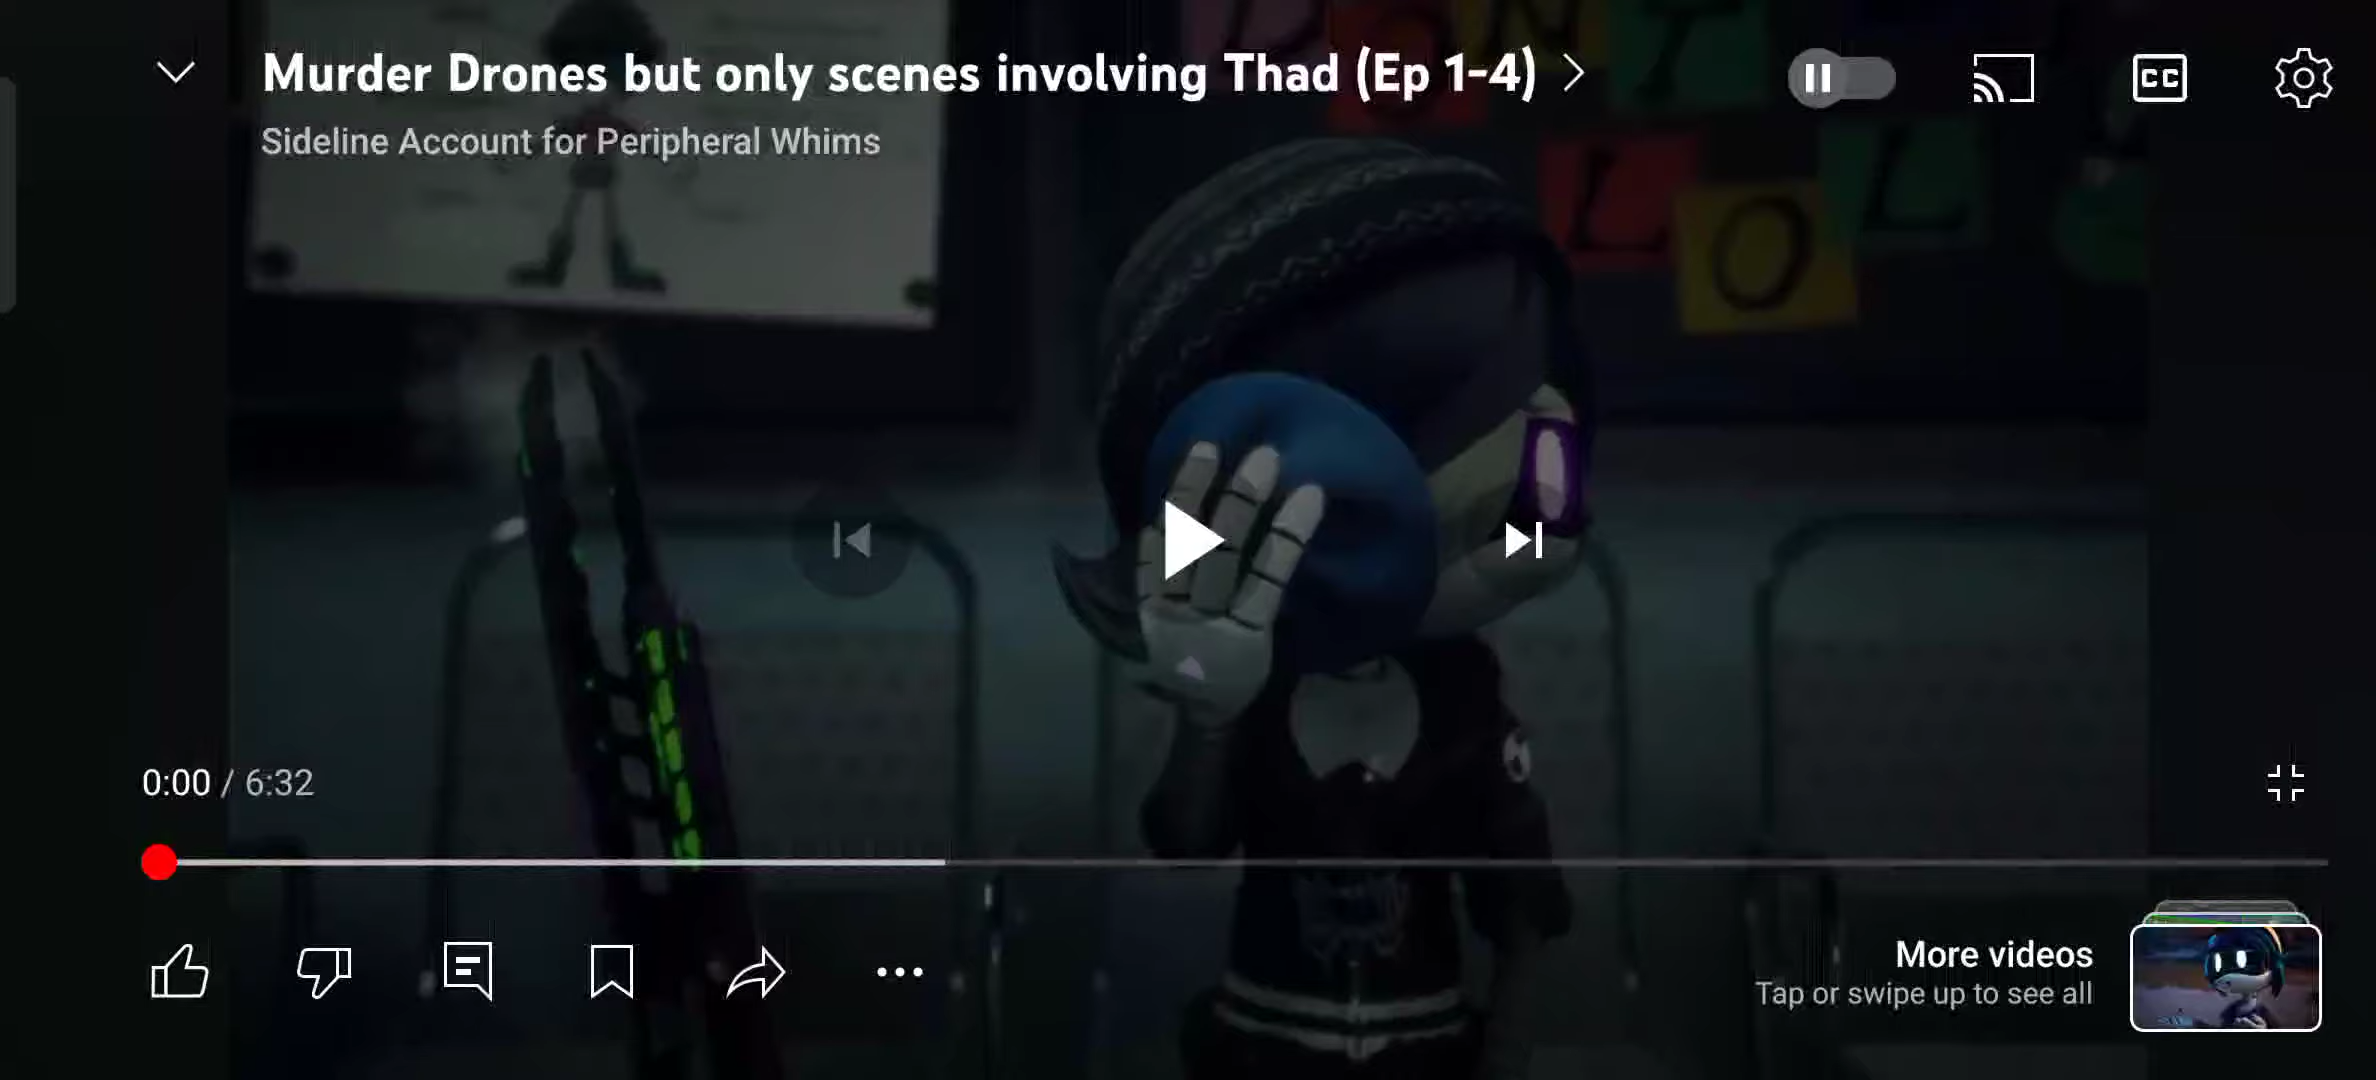 Murder Drones but only scenes involving Thad (Ep 1-4)
Sideline Account for Peripheral Whims
CC
D N T
L O L
0:00 / 6:32
More videos
Tap or swipe up to see all